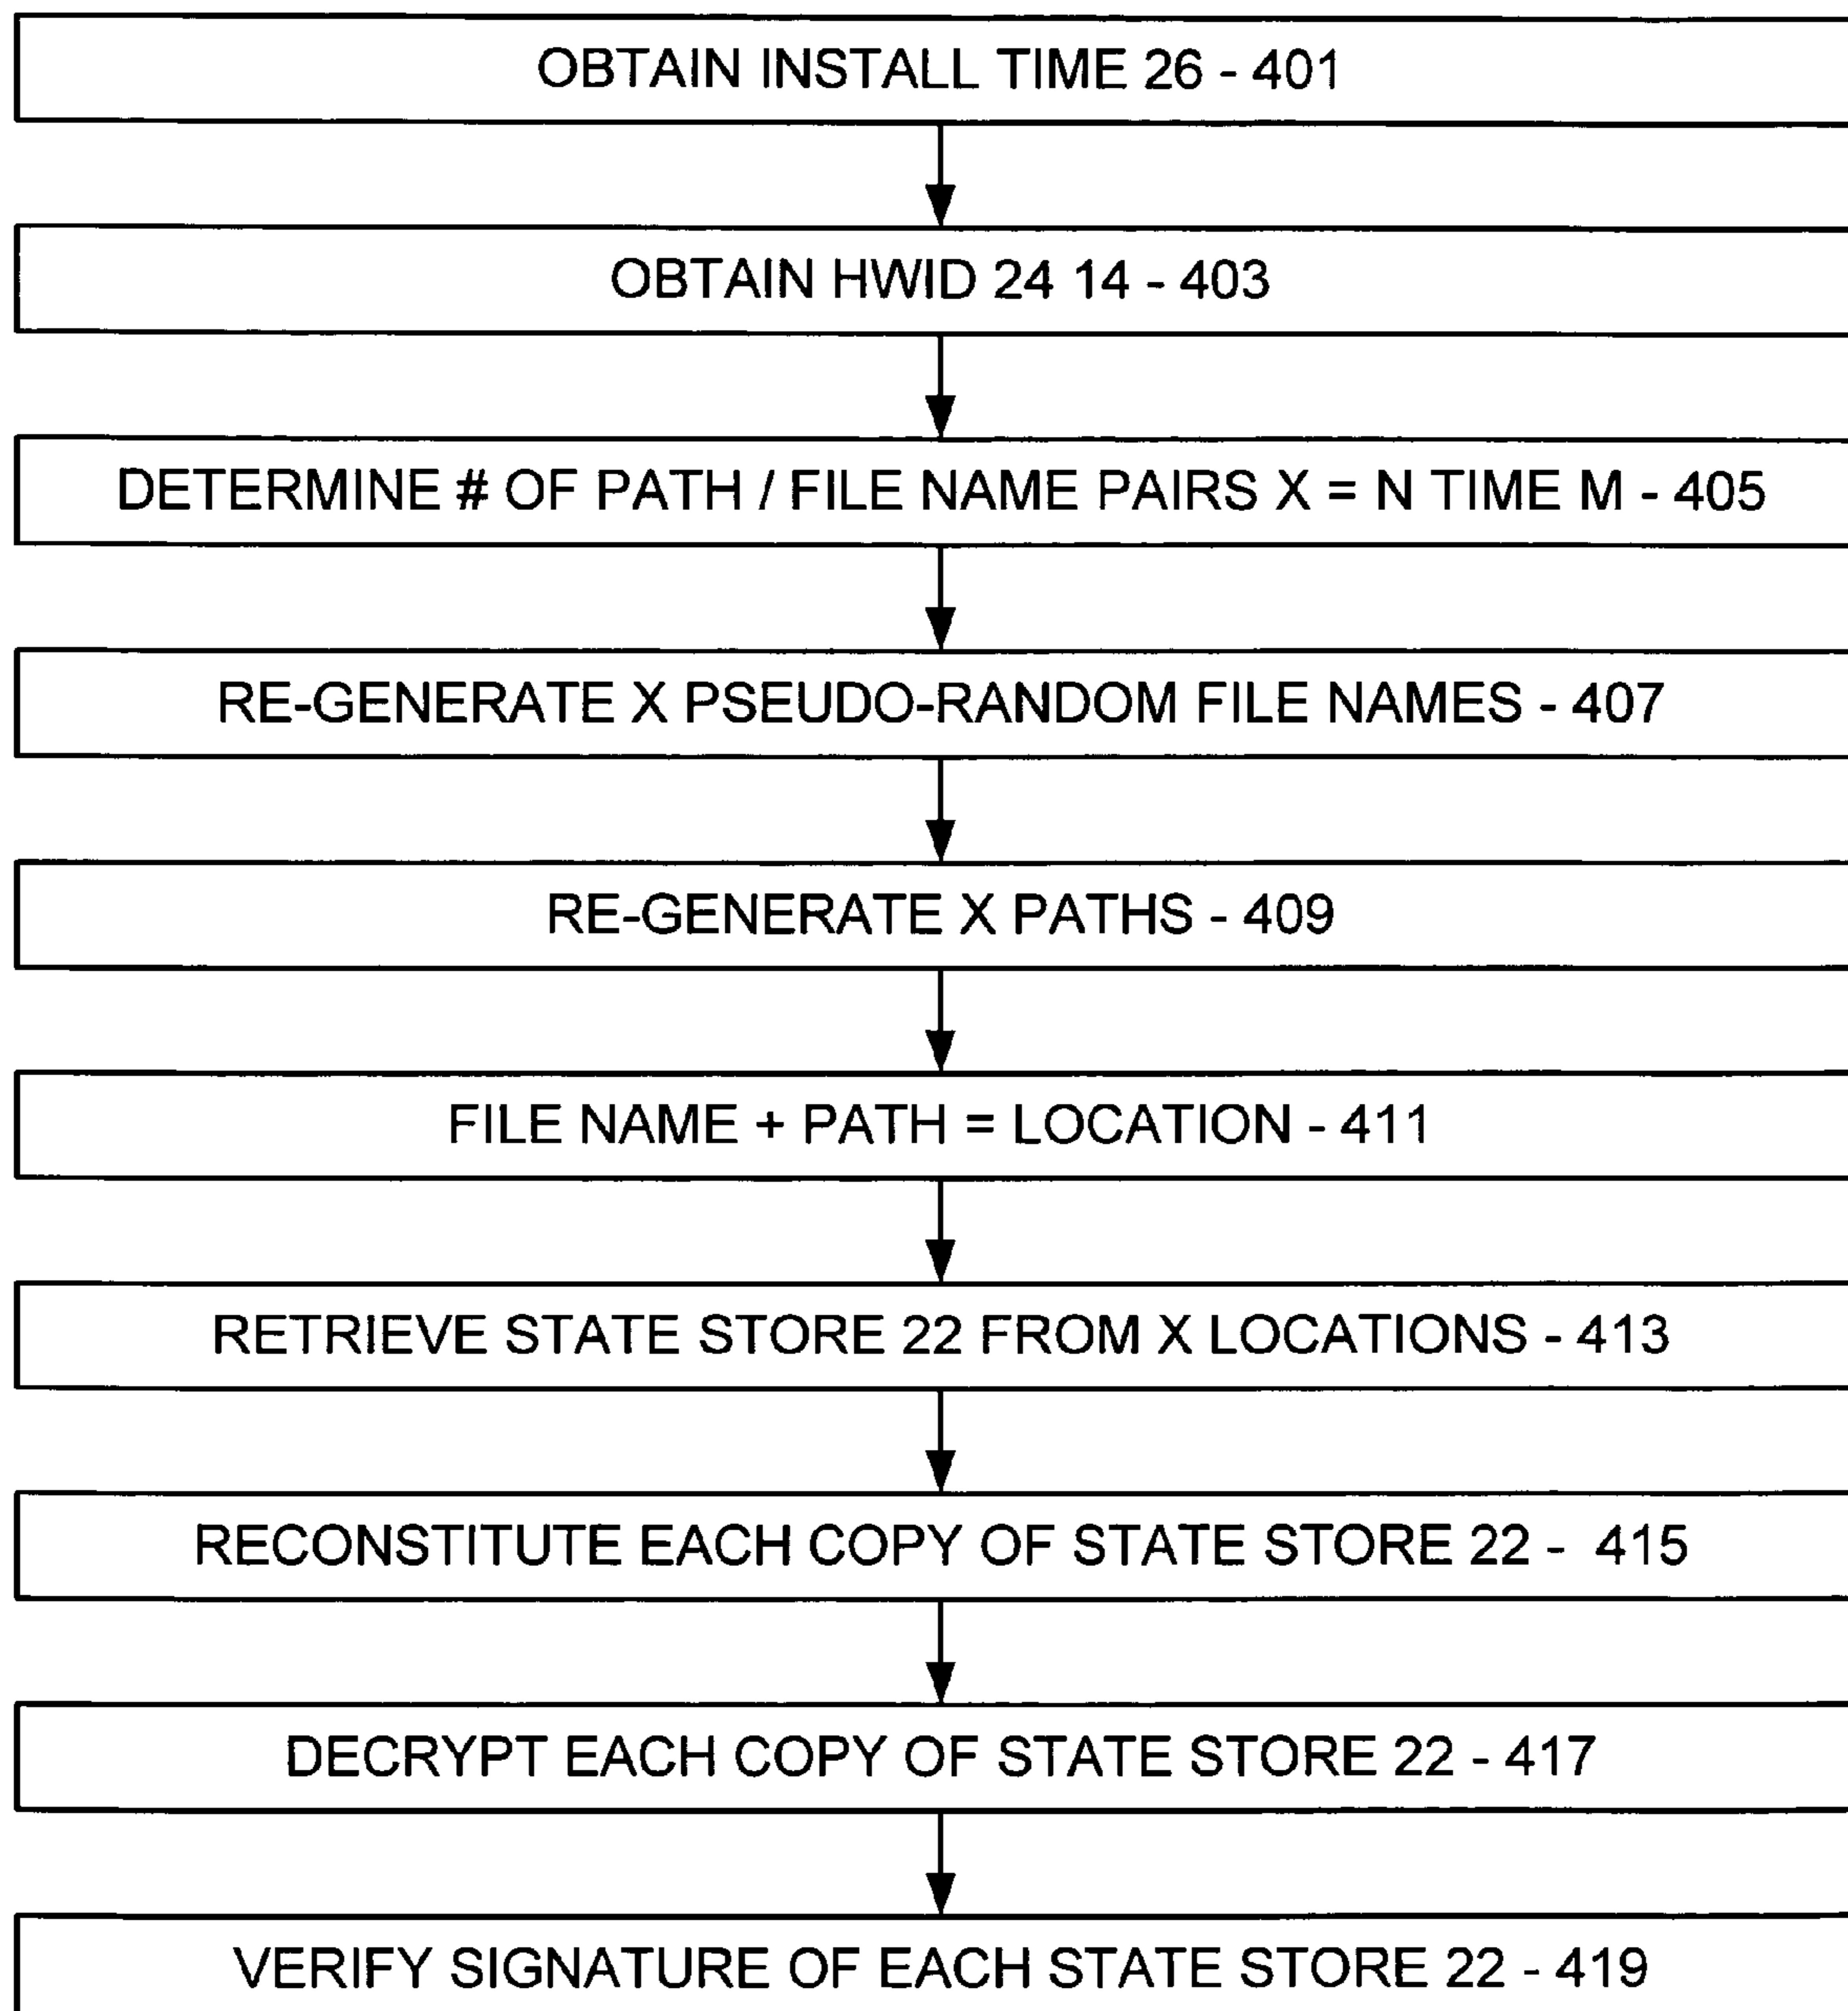 OBTAIN INSTALL TIME 26 - 401
OBTAIN HWID 24 14 - 403
DETERMINE # OF PATH / FILE NAME PAIRS X = N TIME M - 405
RE-GENERATE X PSEUDO-RANDOM FILE NAMES - 407
RE-GENERATE X PATHS - 409
FILE NAME + PATH = LOCATION - 411
RETRIEVE STATE STORE 22 FROM X LOCATIONS - 413
RECONSTITUTE EACH COPY OF STATE STORE 22 - 415
DECRYPT EACH COPY OF STATE STORE 22 - 417
VERIFY SIGNATURE OF EACH STATE STORE 22 - 419